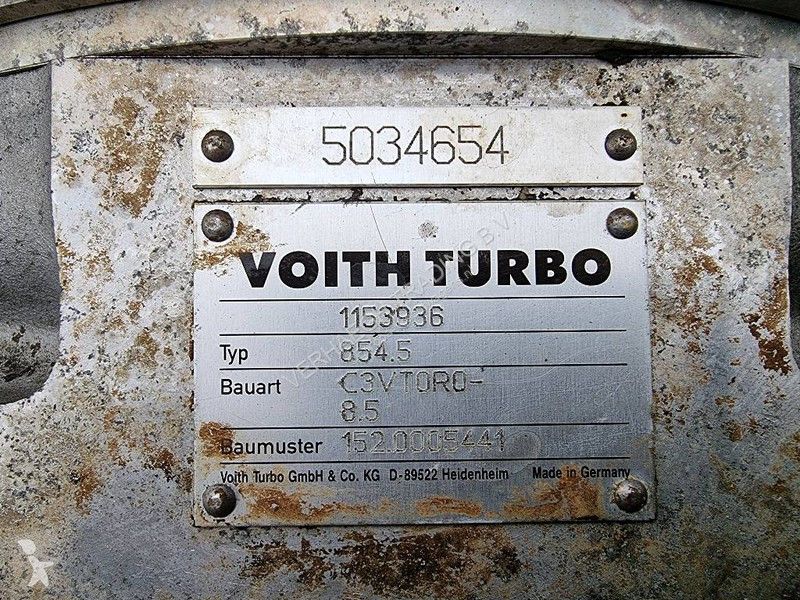 5034654
VOITH TURBO
1153936
Typ 854.5
Bauart C3VTOR0-
8.5
Baumuster 152.0005441
Voith Turbo GmbH & Co. KG D-89522 Heidenheim Made in Germany